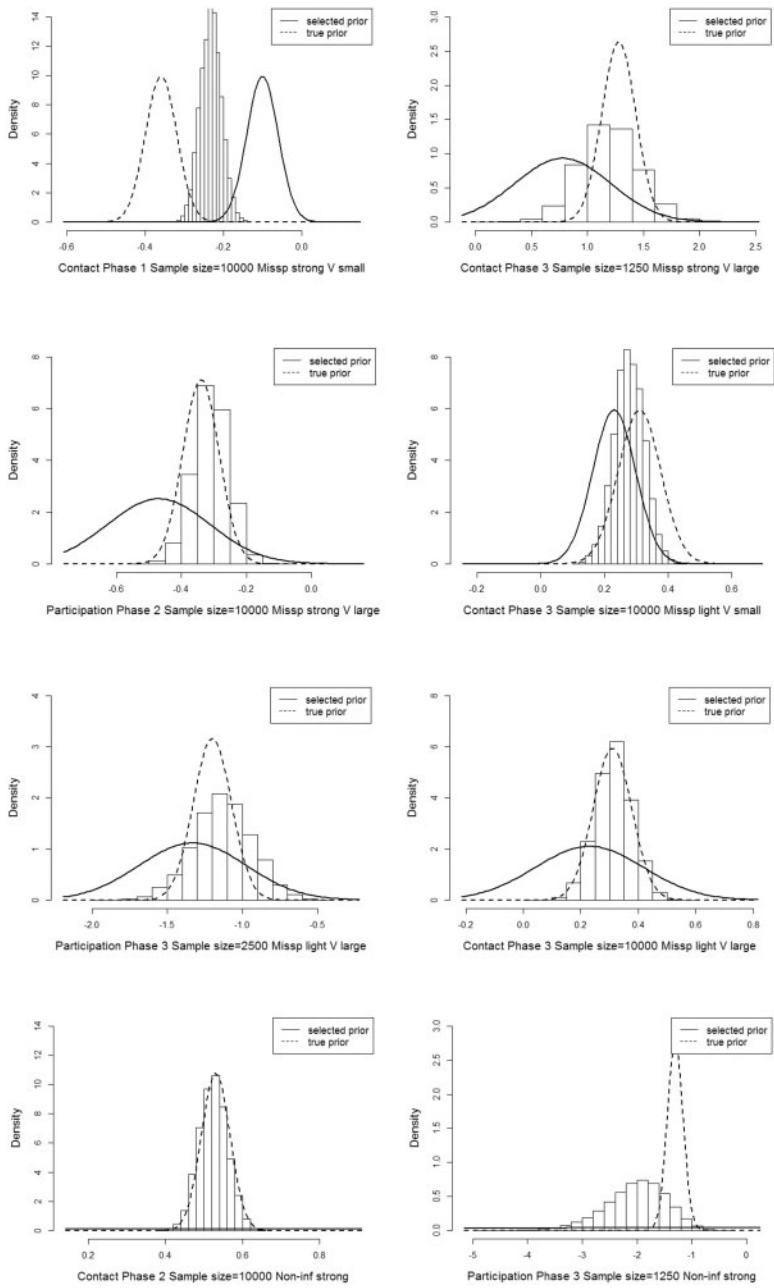 selected prior
true prior
Density
0 2 4 6 8 10 12 14
-0.6 -0.4 -0.2 0.0
Contact Phase 1 Sample size=10000 Missp strong V small
selected prior
true prior
Density
0.0 0.5 1.0 1.5 2.0 2.5 3.0
0.0 0.5 1.0 1.5 2.0 2.5
Contact Phase 3 Sample size=1250 Missp strong V large
selected prior
true prior
Density
0 2 4 6 8
-0.6 -0.4 -0.2 0.0
Participation Phase 2 Sample size=10000 Missp strong V large
selected prior
true prior
Density
0 2 4 6 8
-0.2 0.0 0.2 0.4 0.6
Contact Phase 3 Sample size=10000 Missp light V small
selected prior
true prior
Density
0 1 2 3 4
-2.0 -1.5 -1.0 -0.5
Participation Phase 3 Sample size=2500 Missp light V large
selected prior
true prior
Density
0 2 4 6 8
-0.2 0.0 0.2 0.4 0.6 0.8
Contact Phase 3 Sample size=10000 Missp light V large
selected prior
true prior
Density
0 2 4 6 8 10 12 14
0.2 0.4 0.6 0.8
Contact Phase 2 Sample size=10000 Non-inf strong
selected prior
true prior
Density
0.0 0.5 1.0 1.5 2.0 2.5 3.0
-5 -4 -3 -2 -1 0
Participation Phase 3 Sample size=1250 Non-inf strong